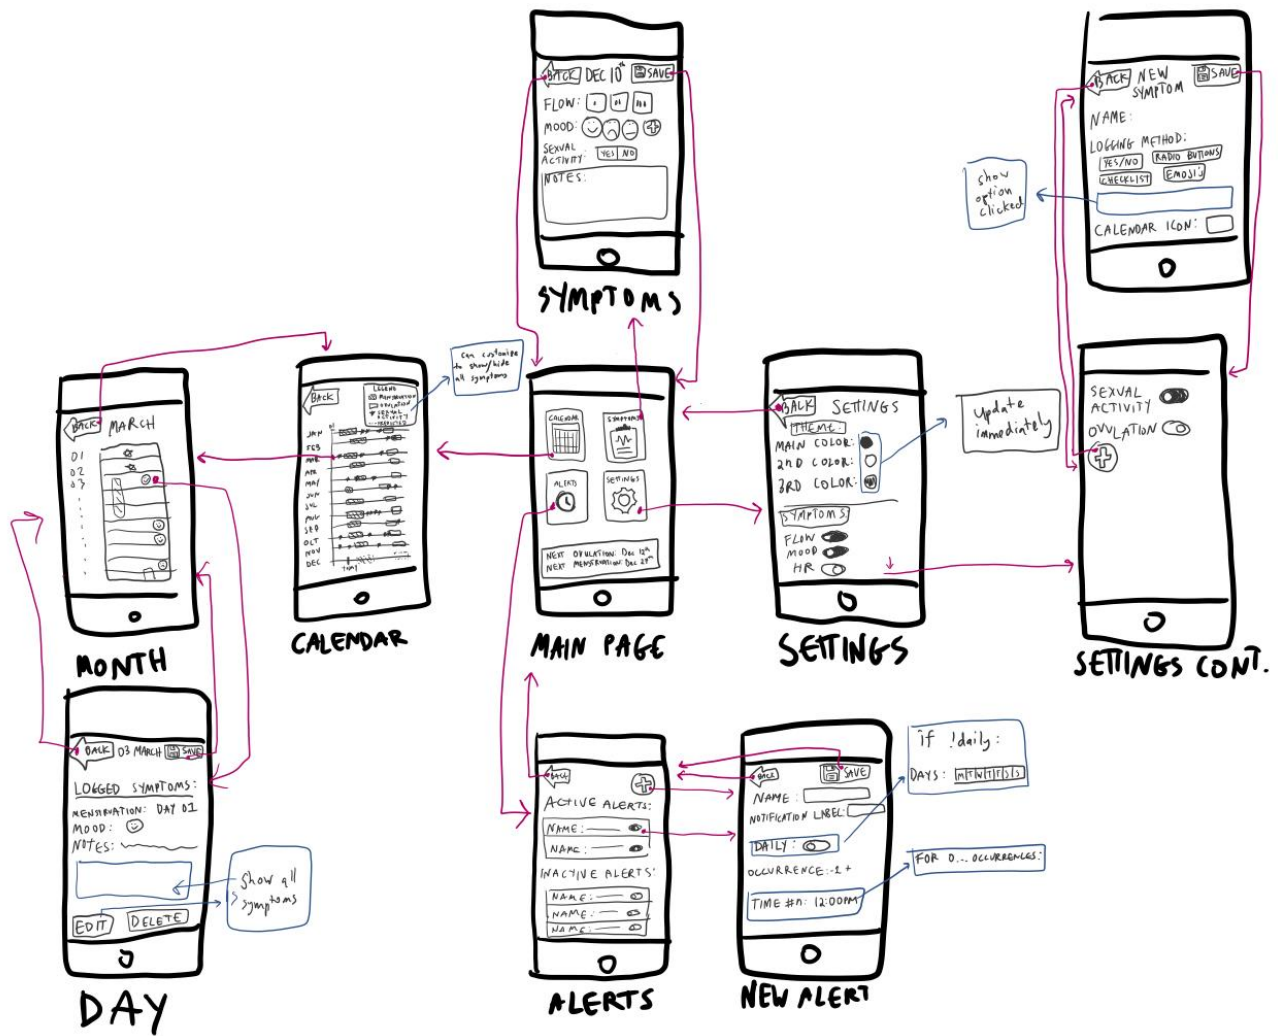 BACK DEC 10th SAVE
FLOW:
MOOD:
SEXUAL
ACTIVITY: YES NO
NOTES:
SYMPTOMS
BACK NEW SAVE
SYMPTOM
NAME:
LOGGING METHOD:
YES/NO RADIO BUTTONS
CHECKLIST EMOJIS
CALENDAR ICON:
show
option
clicked
BACK MARCH
01
02
03
MONTH
BACK
LEGEND
MENSTRUATION
OVULATION
SEXUAL
ACTIVITY
PREDICTED
JAN
FEB
MAR
APR
MAY
JUN
JUL
AUG
SEP
OCT
NOV
DEC
CALENDAR
can customize
to show/hide
all symptoms
CALENDAR SYMPTOMS
ALERTS SETTINGS
NEXT OVULATION: Dec 12th
NEXT MENSTRUATION: Dec 29th
MAIN PAGE
BACK SETTINGS
THEME:
MAIN COLOR:
2ND COLOR:
3RD COLOR:
SYMPTOMS
FLOW
MOOD
HR
SETTINGS
update
immediately
SEXUAL
ACTIVITY
OVULATION
SETTINGS CONT.
BACK 03 MARCH SAVE
LOGGED SYMPTOMS:
MENSTRUATION: DAY 01
MOOD:
NOTES:
EDIT DELETE
DAY
Show all
symptoms
BACK
ACTIVE ALERTS:
NAME:
NAME:
INACTIVE ALERTS:
NAME:
NAME:
NAME:
ALERTS
BACK SAVE
NAME:
NOTIFICATION LABEL:
DAILY:
OCCURRENCE: -1 +
TIME #n: 12:00PM
NEW ALERT
if !daily:
DAYS: M T W T F S S
FOR 0... OCCURRENCES: